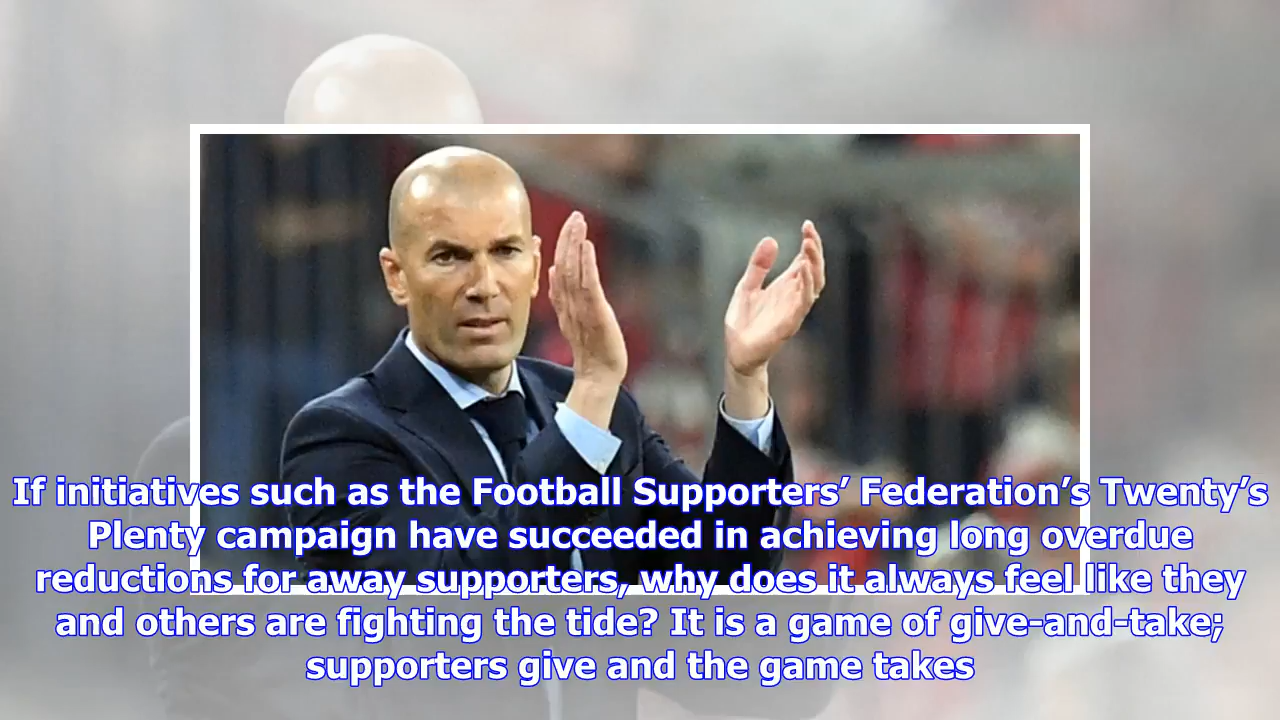 If initiatives such as the Football Supporters’ Federation’s Twenty’s
Plenty campaign have succeeded in achieving long overdue
reductions for away supporters, why does it always feel like they
and others are fighting the tide? It is a game of give-and-take;
supporters give and the game takes